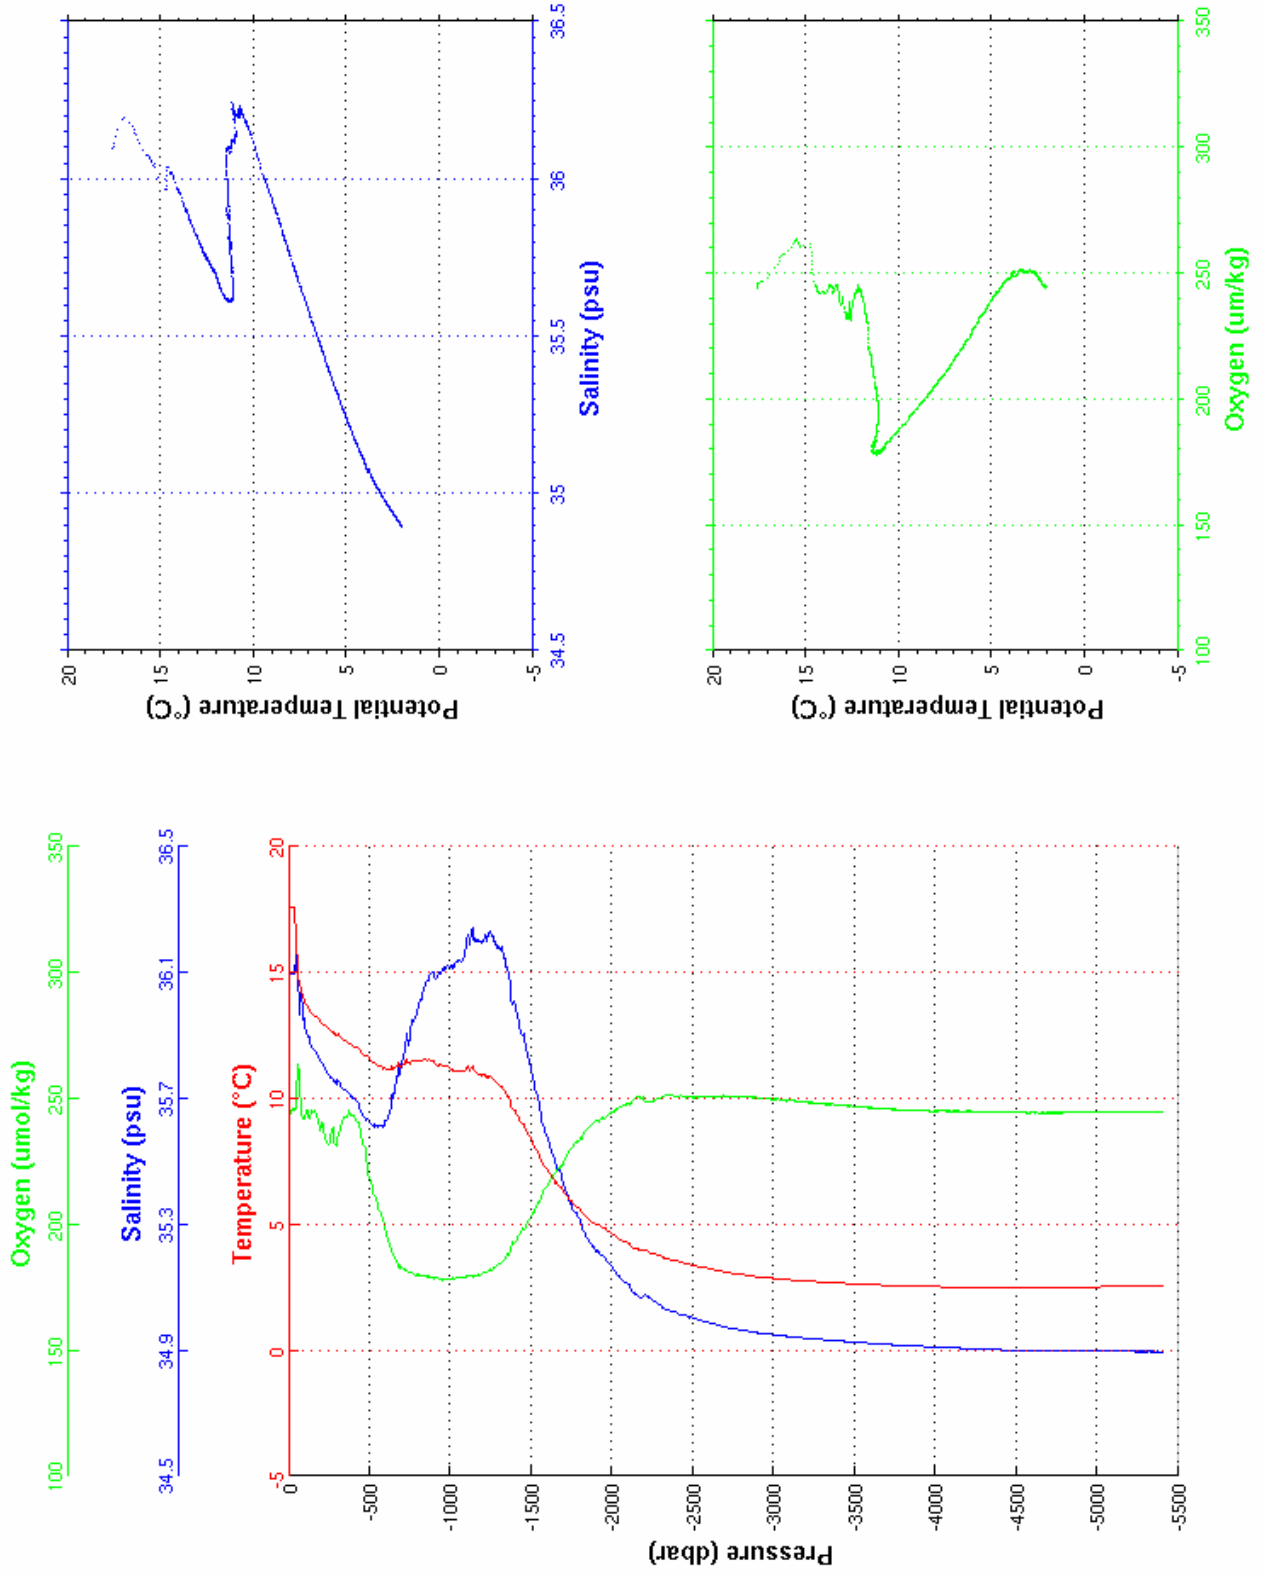 Oxygen (umol/kg)
100 150 200 250 300 350
Salinity (psu)
34.5 34.9 35.3 35.7 36.1 36.5
Temperature (°C)
-5 0 5 10 15 20
Pressure (dbar)
0
-500
-1000
-1500
-2000
-2500
-3000
-3500
-4000
-4500
-5000
-5500
Potential Temperature (°C)
20
15
10
5
0
-5
34.5 35 35.5 36 36.5
Salinity (psu)
Potential Temperature (°C)
20
15
10
5
0
-5
100 150 200 250 300 350
Oxygen (um/kg)